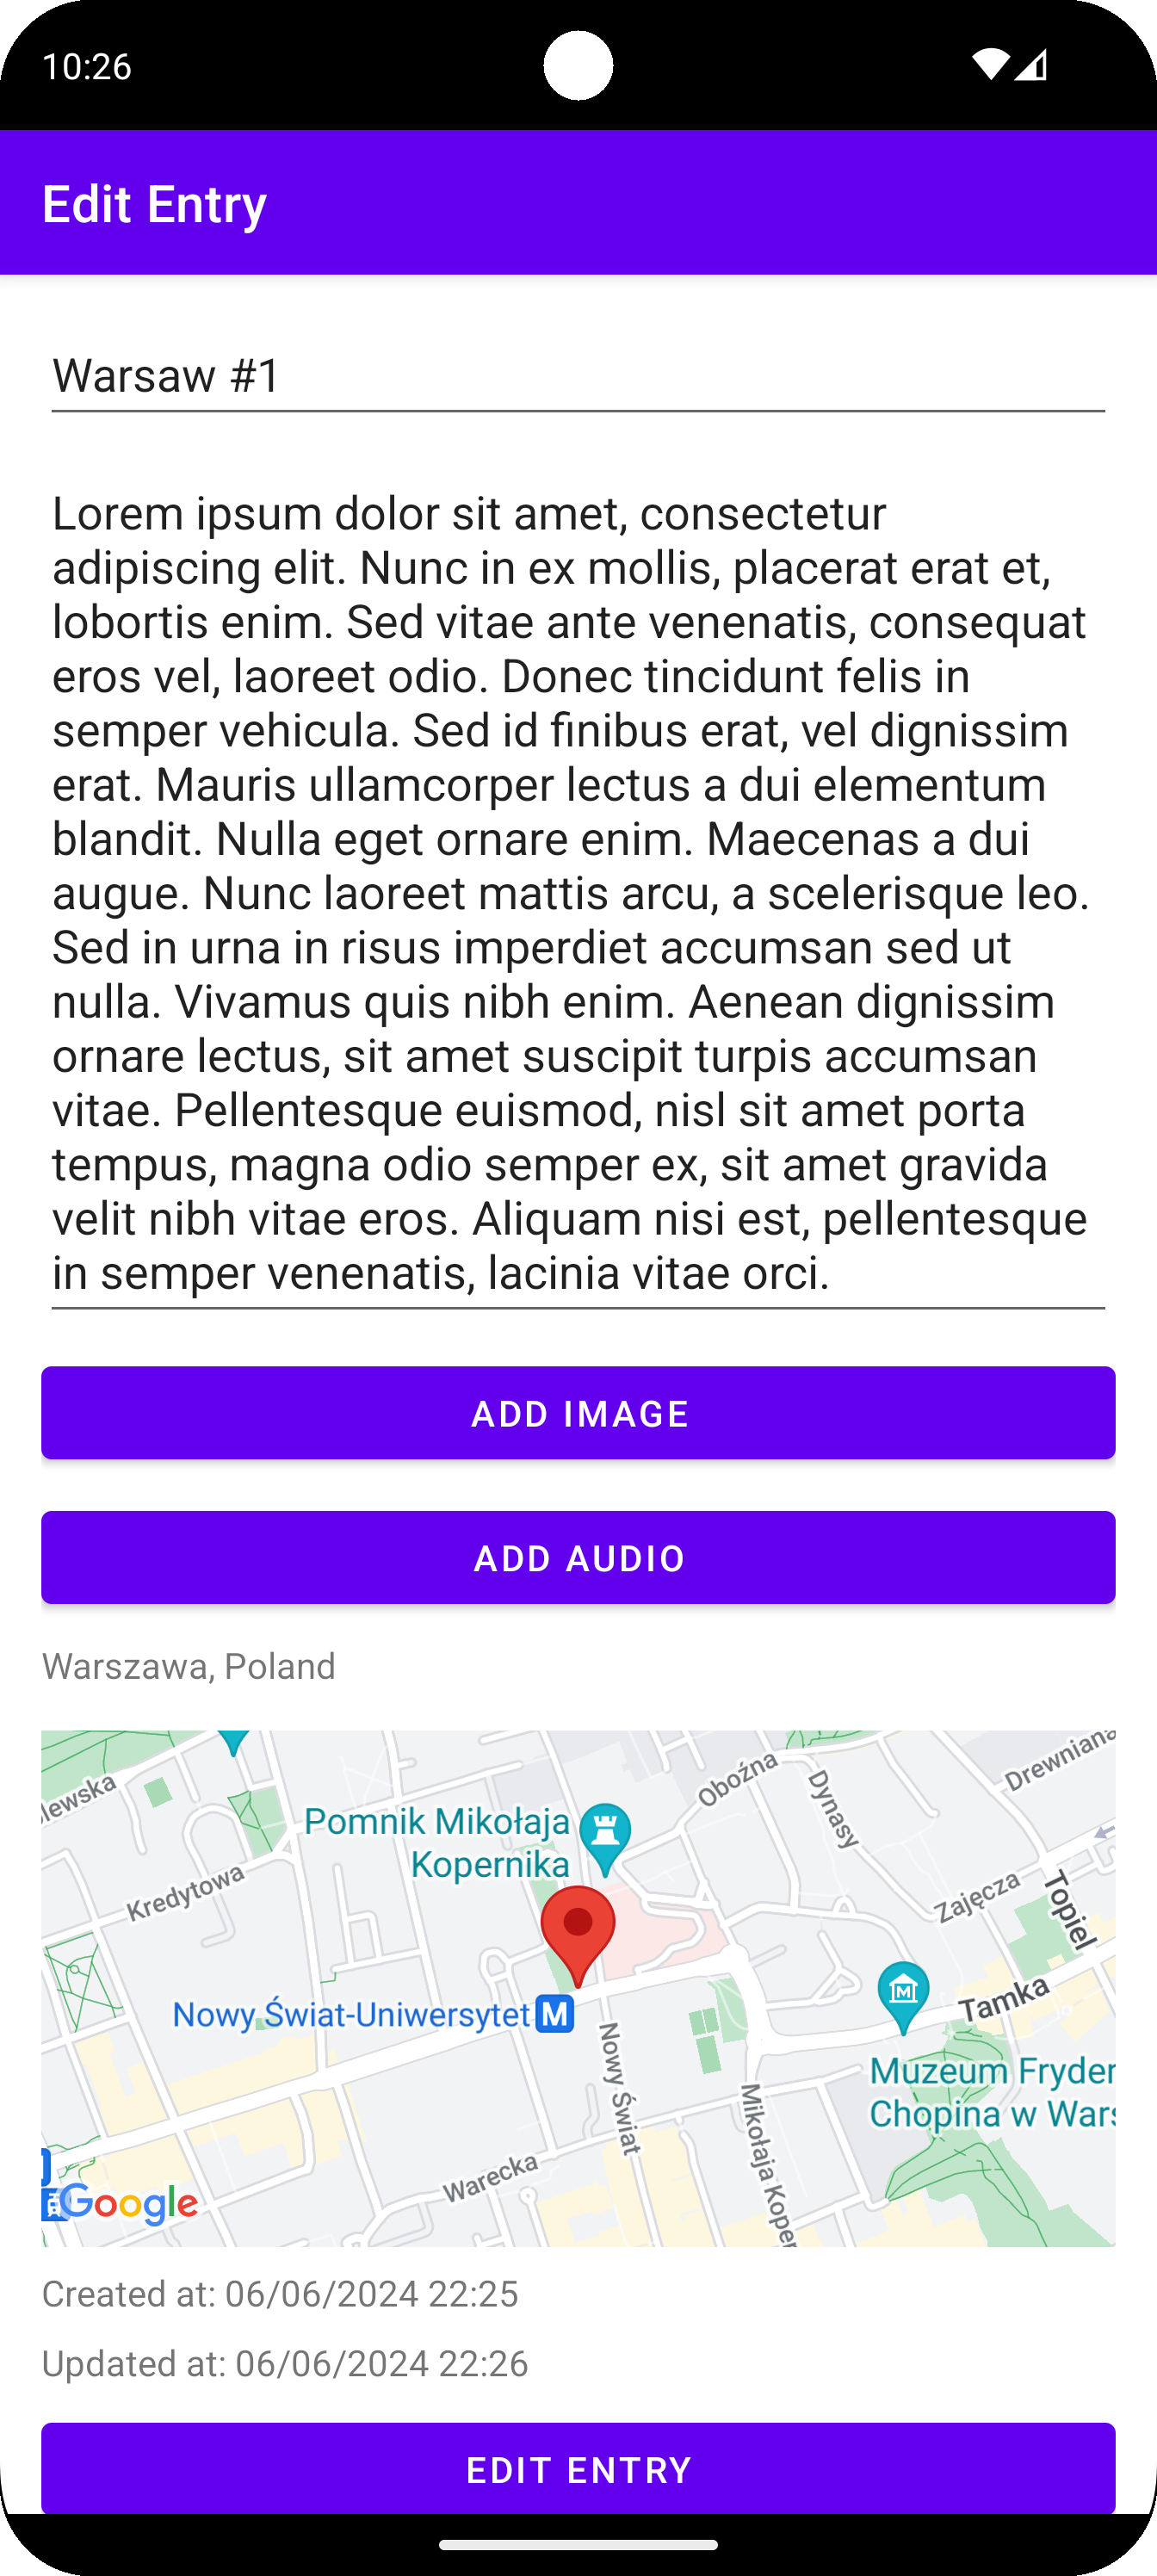 10:26
Edit Entry
Warsaw #1
Lorem ipsum dolor sit amet, consectetur
adipiscing elit. Nunc in ex mollis, placerat erat et,
lobortis enim. Sed vitae ante venenatis, consequat
eros vel, laoreet odio. Donec tincidunt felis in
semper vehicula. Sed id finibus erat, vel dignissim
erat. Mauris ullamcorper lectus a dui elementum
blandit. Nulla eget ornare enim. Maecenas a dui
augue. Nunc laoreet mattis arcu, a scelerisque leo.
Sed in urna in risus imperdiet accumsan sed ut
nulla. Vivamus quis nibh enim. Aenean dignissim
ornare lectus, sit amet suscipit turpis accumsan
vitae. Pellentesque euismod, nisl sit amet porta
tempus, magna odio semper ex, sit amet gravida
velit nibh vitae eros. Aliquam nisi est, pellentesque
in semper venenatis, lacinia vitae orci.
ADD IMAGE
ADD AUDIO
Warszawa, Poland
lewska
Oboźna
Dynasy
Drewniana
Pomnik Mikołaja
Kopernika
Kredytowa
Zajęcza
Topiel
Nowy Świat-Uniwersytet
M
M
Tamka
Nowy Świat
Muzeum Fryder
Chopina w Wars
Mikołaja Koper
Warecka
Google
Created at: 06/06/2024 22:25
Updated at: 06/06/2024 22:26
EDIT ENTRY